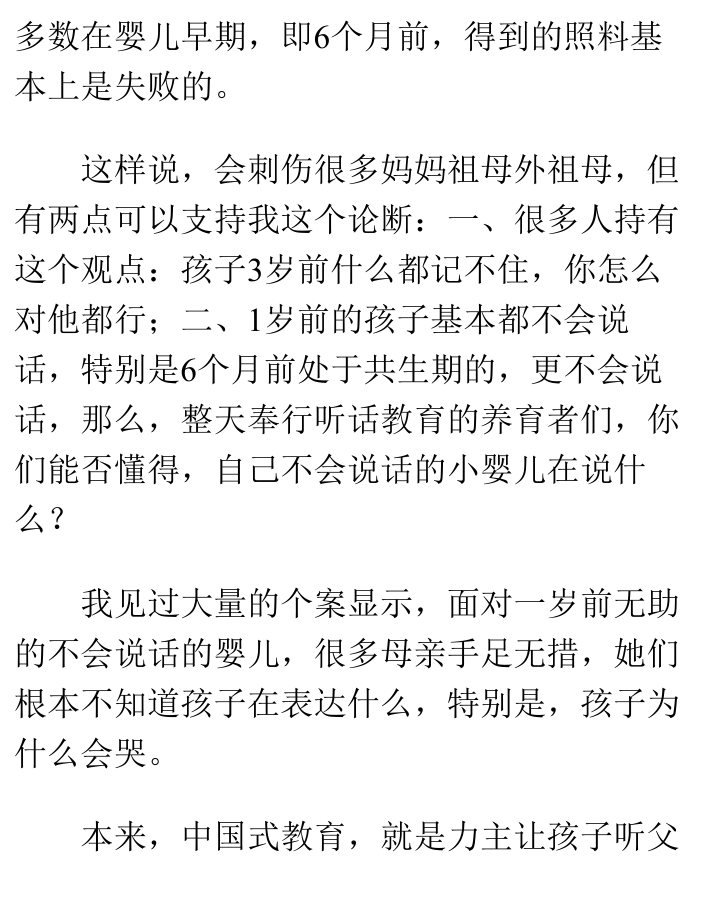 多数在婴儿早期，即6个月前，得到的照料基
本上是失败的。
这样说，会刺伤很多妈妈祖母外祖母，但
有两点可以支持我这个论断：一、很多人持有
这个观点：孩子3岁前什么都记不住，你怎么
对他都行；二、1岁前的孩子基本都不会说
话，特别是6个月前处于共生期的，更不会说
话，那么，整天奉行听话教育的养育者们，你
们能否懂得，自己不会说话的小婴儿在说什
么？
我见过大量的个案显示，面对一岁前无助
的不会说话的婴儿，很多母亲手足无措，她们
根本不知道孩子在表达什么，特别是，孩子为
什么会哭。
本来，中国式教育，就是力主让孩子听父